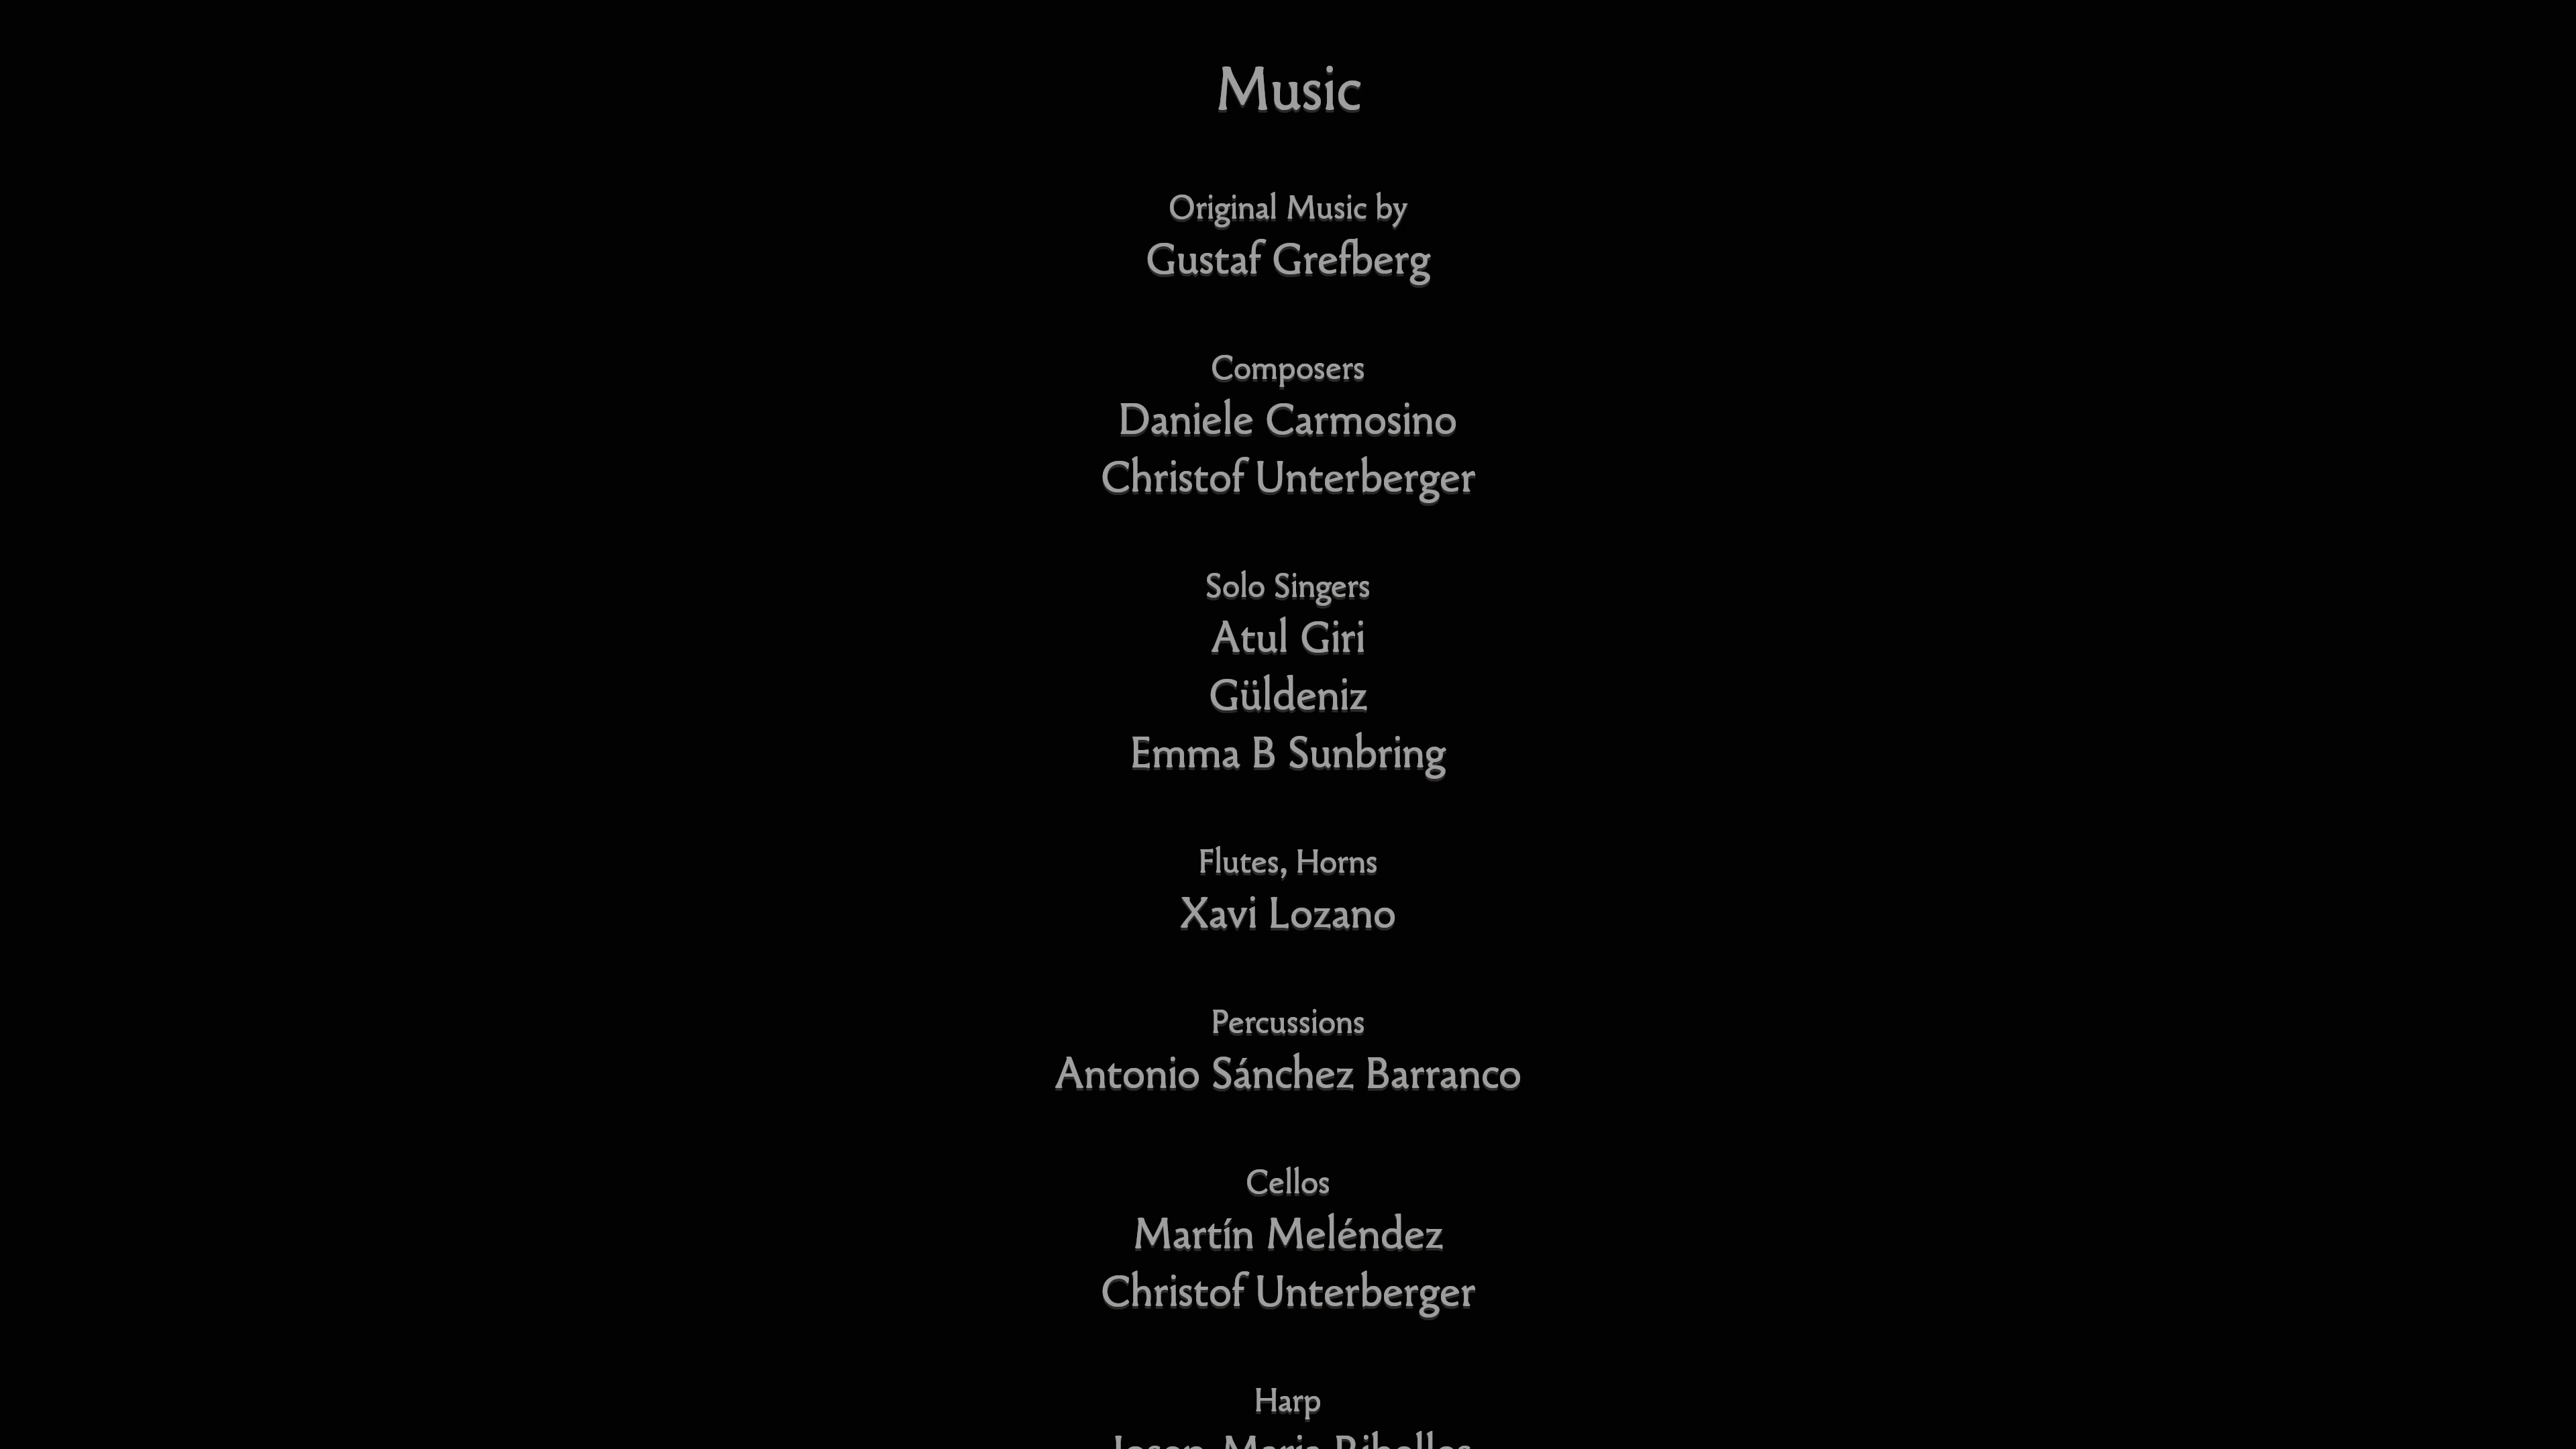 Music
Original Music by
Gustaf Grefberg
Composers
Daniele Carmosino
Christof Unterberger
Solo Singers
Atul Giri
Güldeniz
Emma B Sunbring
Flutes, Horns
Xavi Lozano
Percussions
Antonio Sánchez Barranco
Cellos
Martín Meléndez
Christof Unterberger
Harp